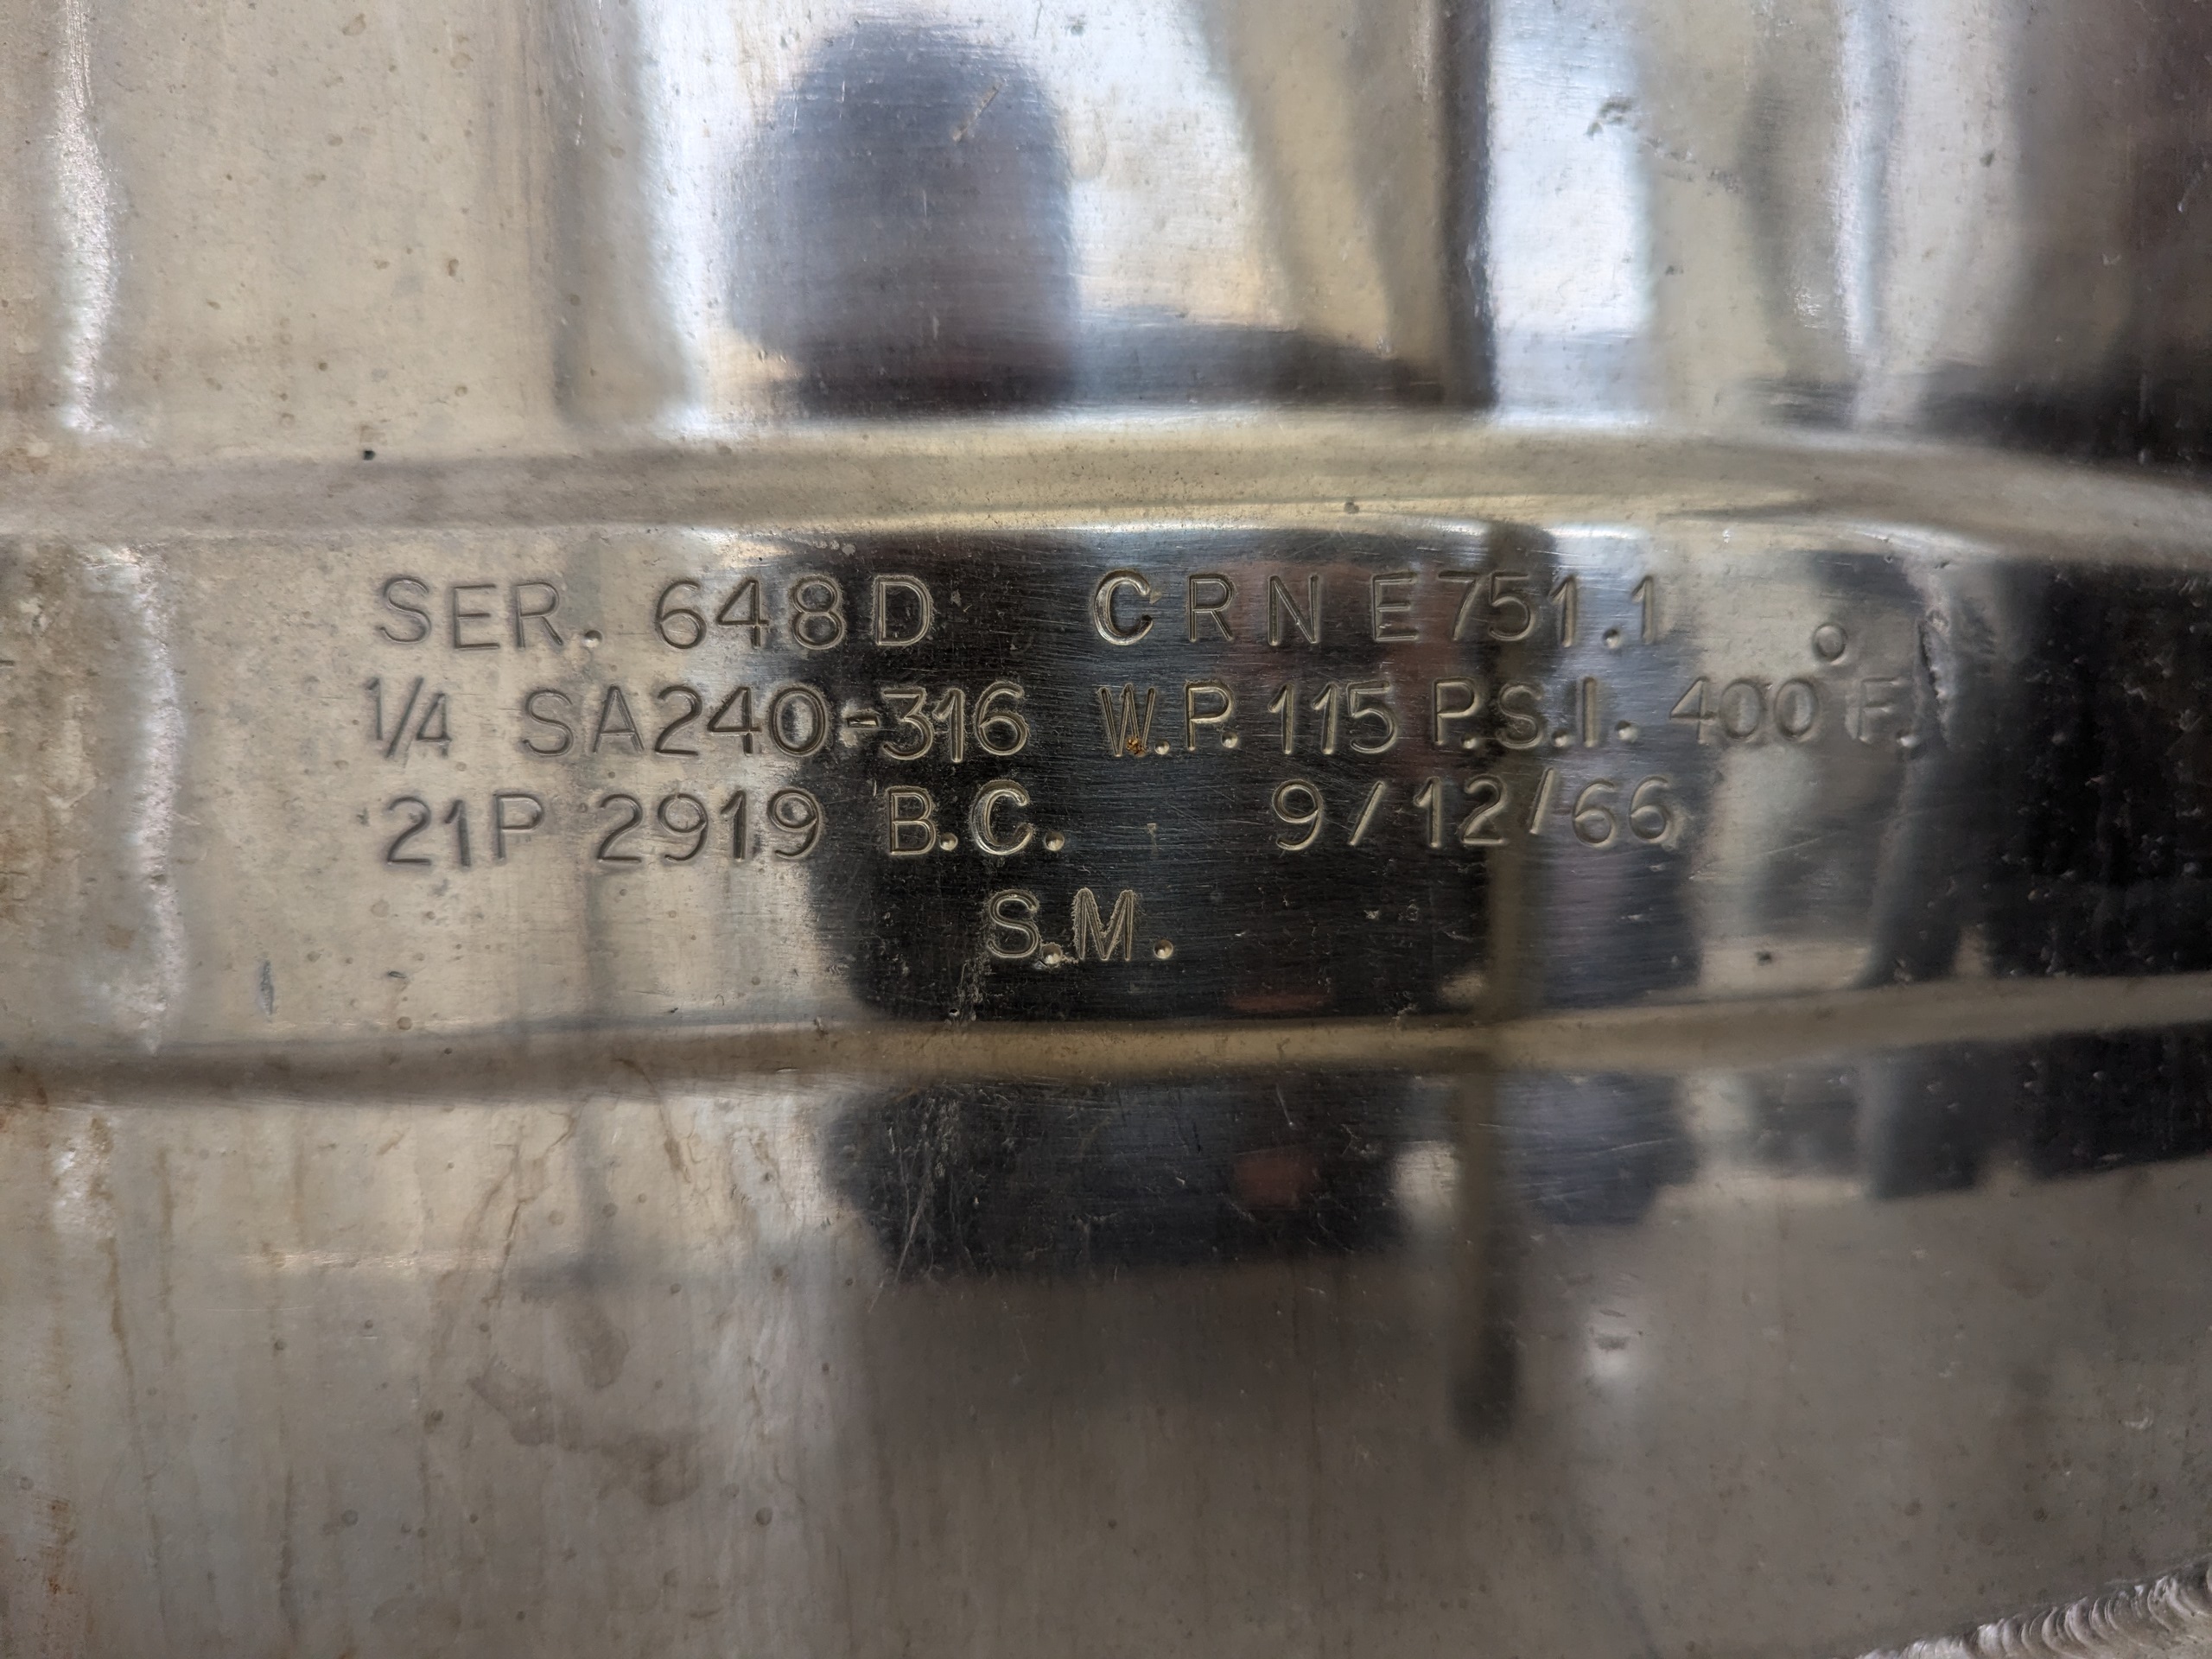 SER. 648D CRN E751.1
1/4 SA240-316 W.P. 115 P.S.I. 400°F.
21P 2919 B.C. 9/12/66
S.M.